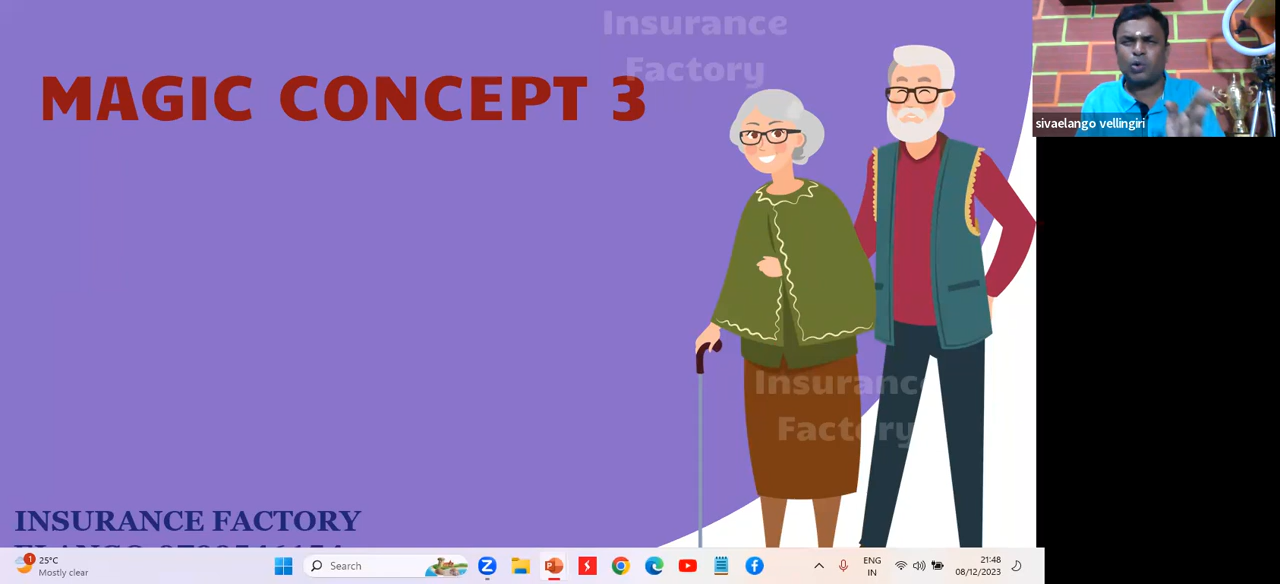 Insurance
Factory
MAGIC CONCEPT 3
sivaelango vellingiri
Insurance
Factory
INSURANCE FACTORY
1
25°C
Mostly clear
Search
ENG
IN
21:48
08/12/2023